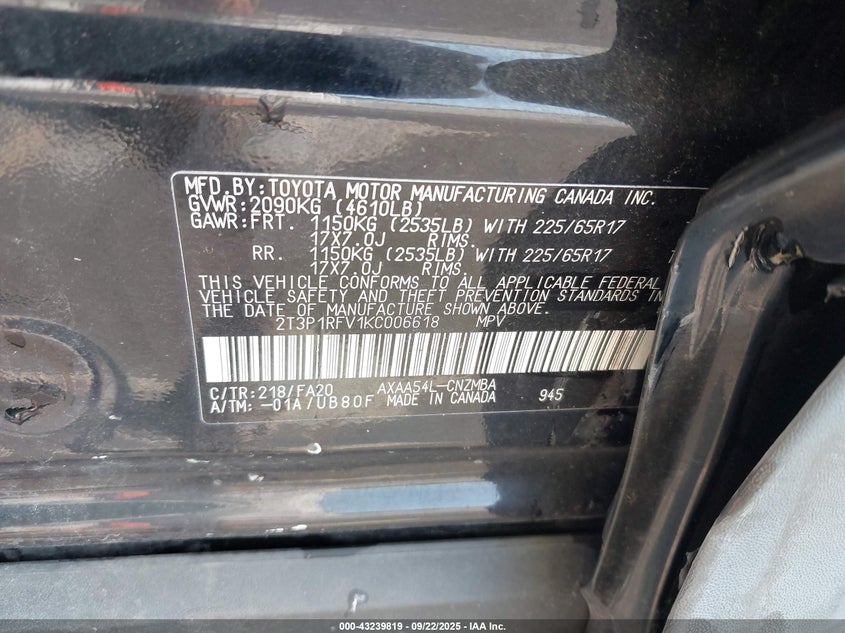 MFD.BY:TOYOTA MOTOR MANUFACTURING CANADA INC.
GVWR:2090KG (4610LB)
GAWR:FRT. 1150KG (2535LB) WITH 225/65R17
17X7.0J RIMS.
RR. 1150KG (2535LB) WITH 225/65R17
17X7.0J RIMS.
THIS VEHICLE CONFORMS TO ALL APPLICABLE FEDERAL
VEHICLE SAFETY AND THEFT PREVENTION STANDARDS IN
THE DATE OF MANUFACTURE SHOWN ABOVE.
2T3P1RFV1KC006618 MPV
C/TR:218/FA20 AXAA54L-CNZMBA
A/TM: -01A/UB80F MADE IN CANADA 945
000-43239819 - 09/22/2025 - IAA Inc.